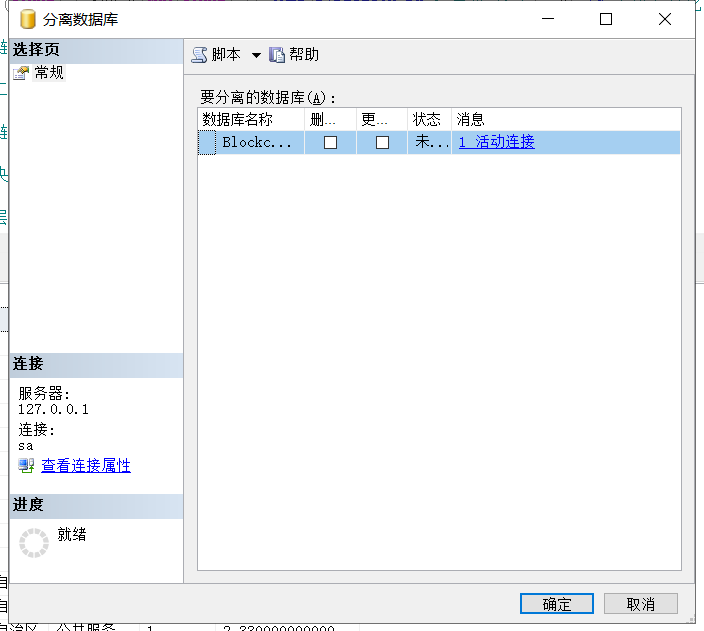 分离数据库
选择页
常规
脚本 帮助
要分离的数据库(A):
数据库名称 删... 更... 状态 消息
Blockc... 未... 1 活动连接
连接
服务器:
127.0.0.1
连接:
sa
查看连接属性
进度
就绪
确定 取消